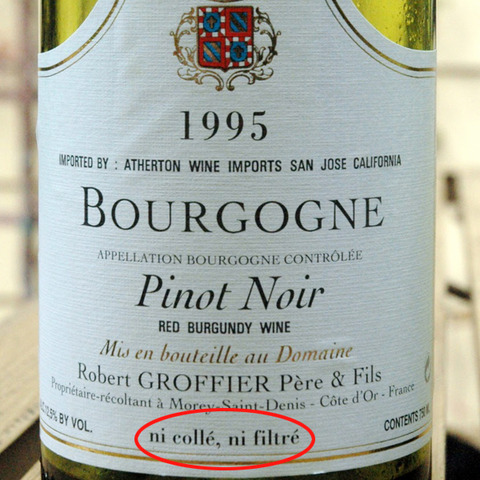 1995
IMPORTED BY : ATHERTON WINE IMPORTS SAN JOSE CALIFORNIA
BOURGOGNE
APPELLATION BOURGOGNE CONTRÔLÉE
Pinot Noir
RED BURGUNDY WINE
Mis en bouteille au Domaine
Robert GROFFIER Père & Fils
Propriétaire-récoltant à Morey-Saint-Denis - Côte d'Or - France
12,5% BY VOL.
CONTENTS 750 ML
ni collé, ni filtré